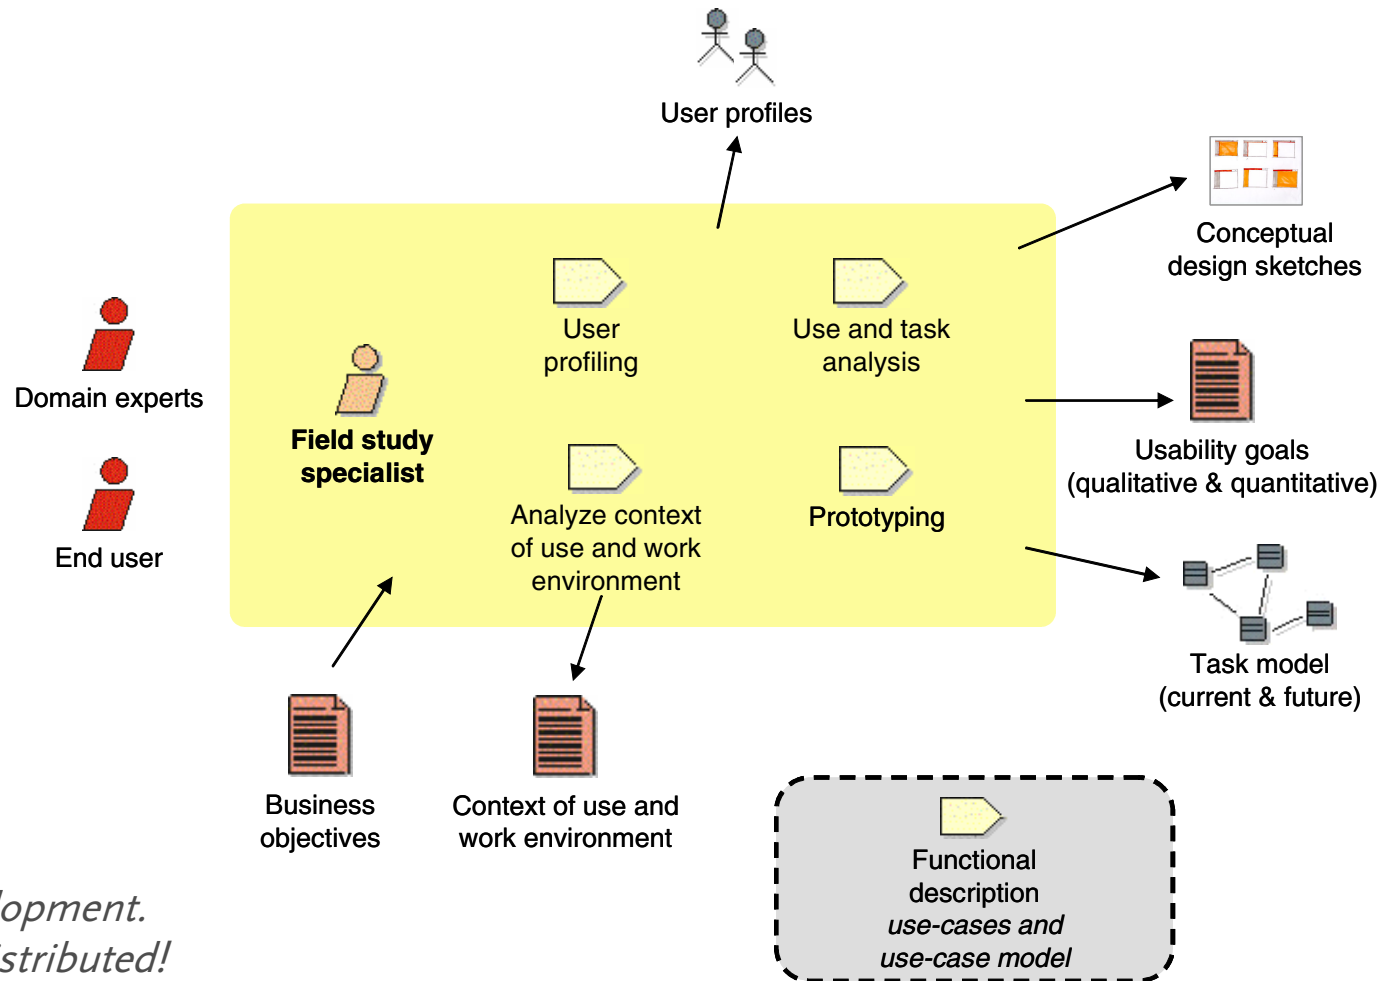 User profiles
Conceptual
design sketches
User
profiling
Use and task
analysis
Domain experts
Field study
specialist
Usability goals
(qualitative & quantitative)
End user
Analyze context
of use and work
environment
Prototyping
Task model
(current & future)
Business
objectives
Context of use and
work environment
Functional
description
use-cases and
use-case model
lopment.
istributed!